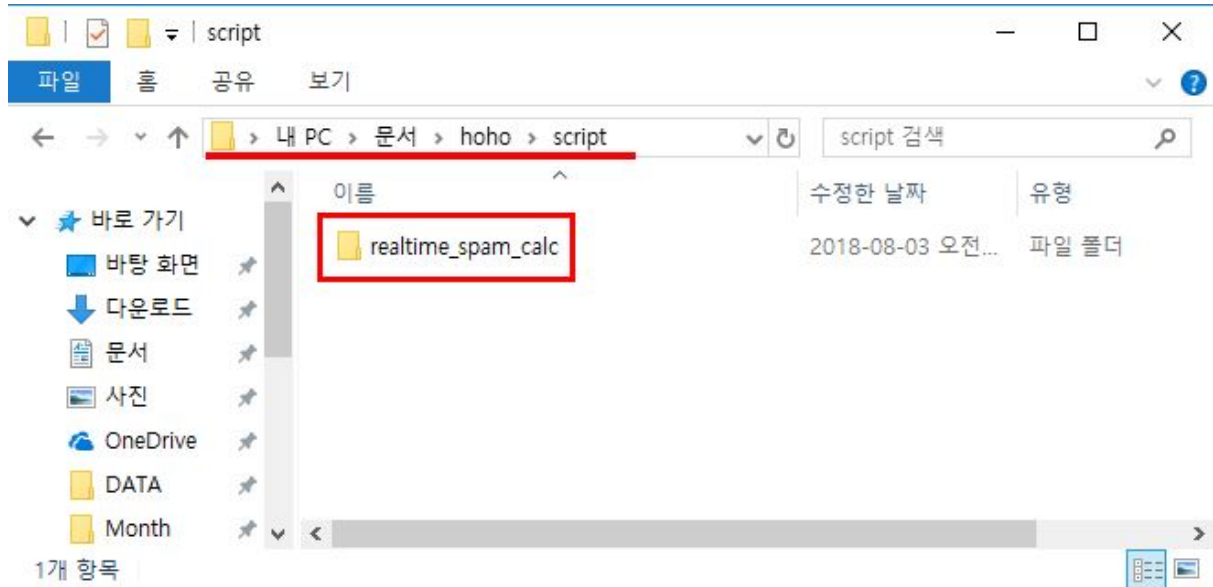 script
파일 홈 공유 보기
내 PC > 문서 > hoho > script script 검색
이름 수정한 날짜 유형
바로 가기
realtime_spam_calc 2018-08-03 오전... 파일 폴더
바탕 화면
다운로드
문서
사진
OneDrive
DATA
Month
1개 항목